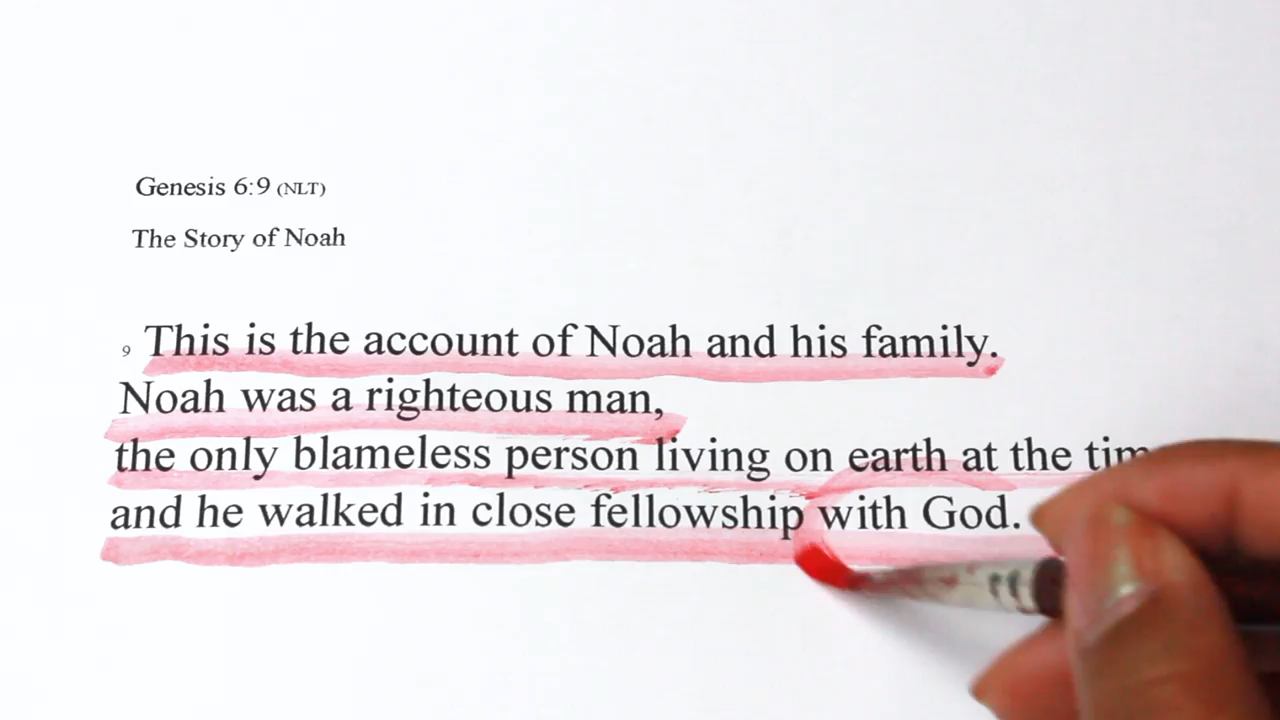 Genesis 6:9 (NLT)
The Story of Noah
9 This is the account of Noah and his family.
Noah was a righteous man,
the only blameless person living on earth at the
and he walked in close fellowship with God.